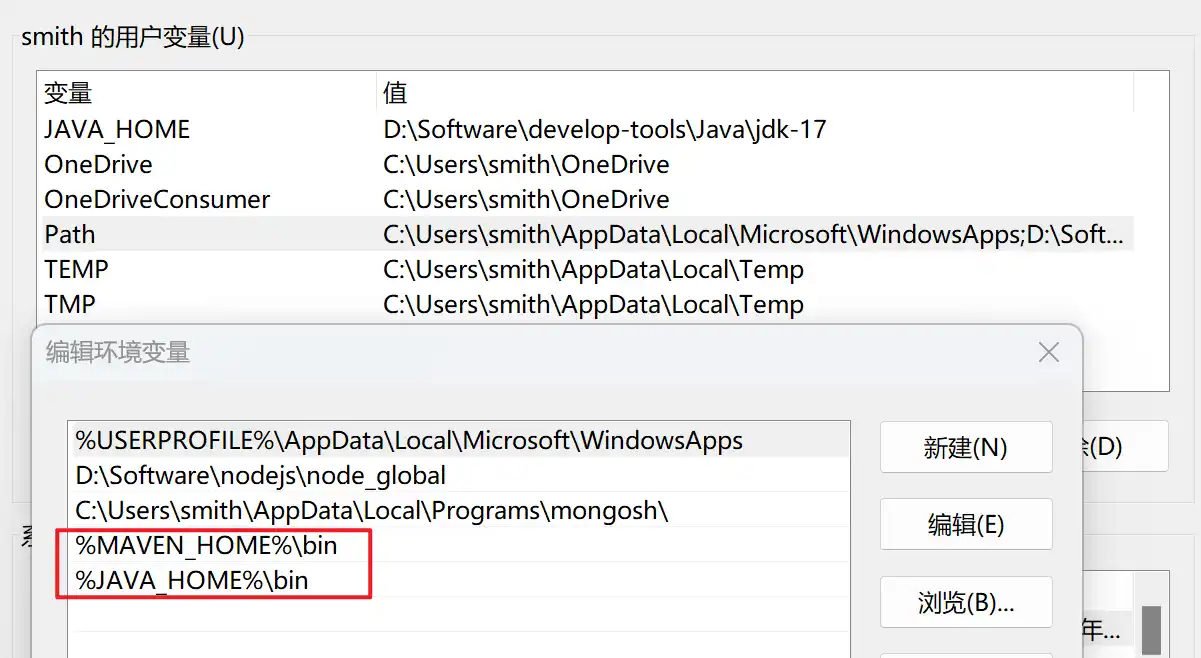 smith 的用户变量(U)
变量 值
JAVA_HOME D:\Software\develop-tools\Java\jdk-17
OneDrive C:\Users\smith\OneDrive
OneDriveConsumer C:\Users\smith\OneDrive
Path C:\Users\smith\AppData\Local\Microsoft\WindowsApps;D:\Soft...
TEMP C:\Users\smith\AppData\Local\Temp
TMP C:\Users\smith\AppData\Local\Temp
编辑环境变量
%USERPROFILE%\AppData\Local\Microsoft\WindowsApps
D:\Software\nodejs\node_global
C:\Users\smith\AppData\Local\Programs\mongosh\
%MAVEN_HOME%\bin
%JAVA_HOME%\bin
新建(N)
编辑(E)
浏览(B)...
(D)
年...